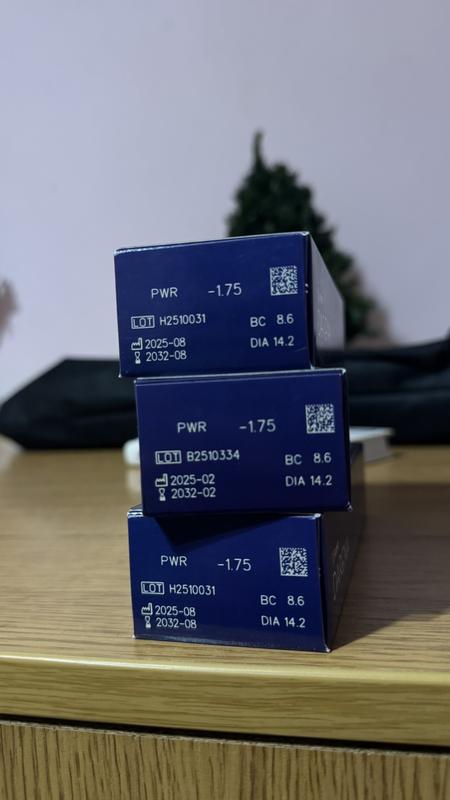 PWR -1.75
LOT H2510031
BC 8.6
2025-08
DIA 14.2
2032-08
PWR -1.75
LOT B2510334
BC 8.6
2025-02
DIA 14.2
2032-02
PWR -1.75
LOT H2510031
BC 8.6
2025-08
DIA 14.2
2032-08